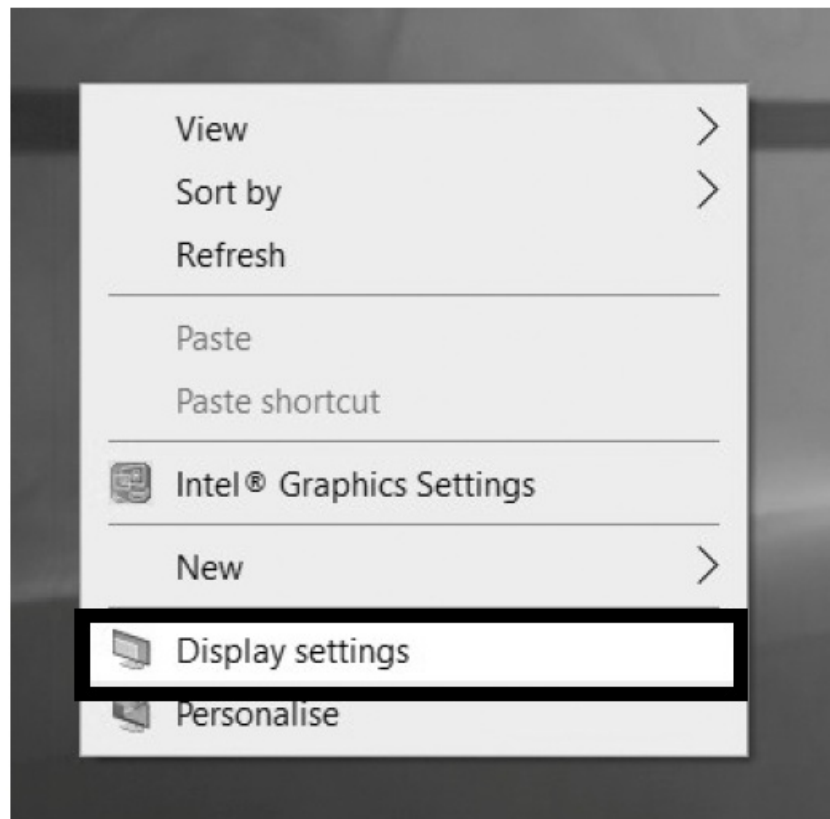 View
Sort by
Refresh
Paste
Paste shortcut
Intel® Graphics Settings
New
Display settings
Personalise